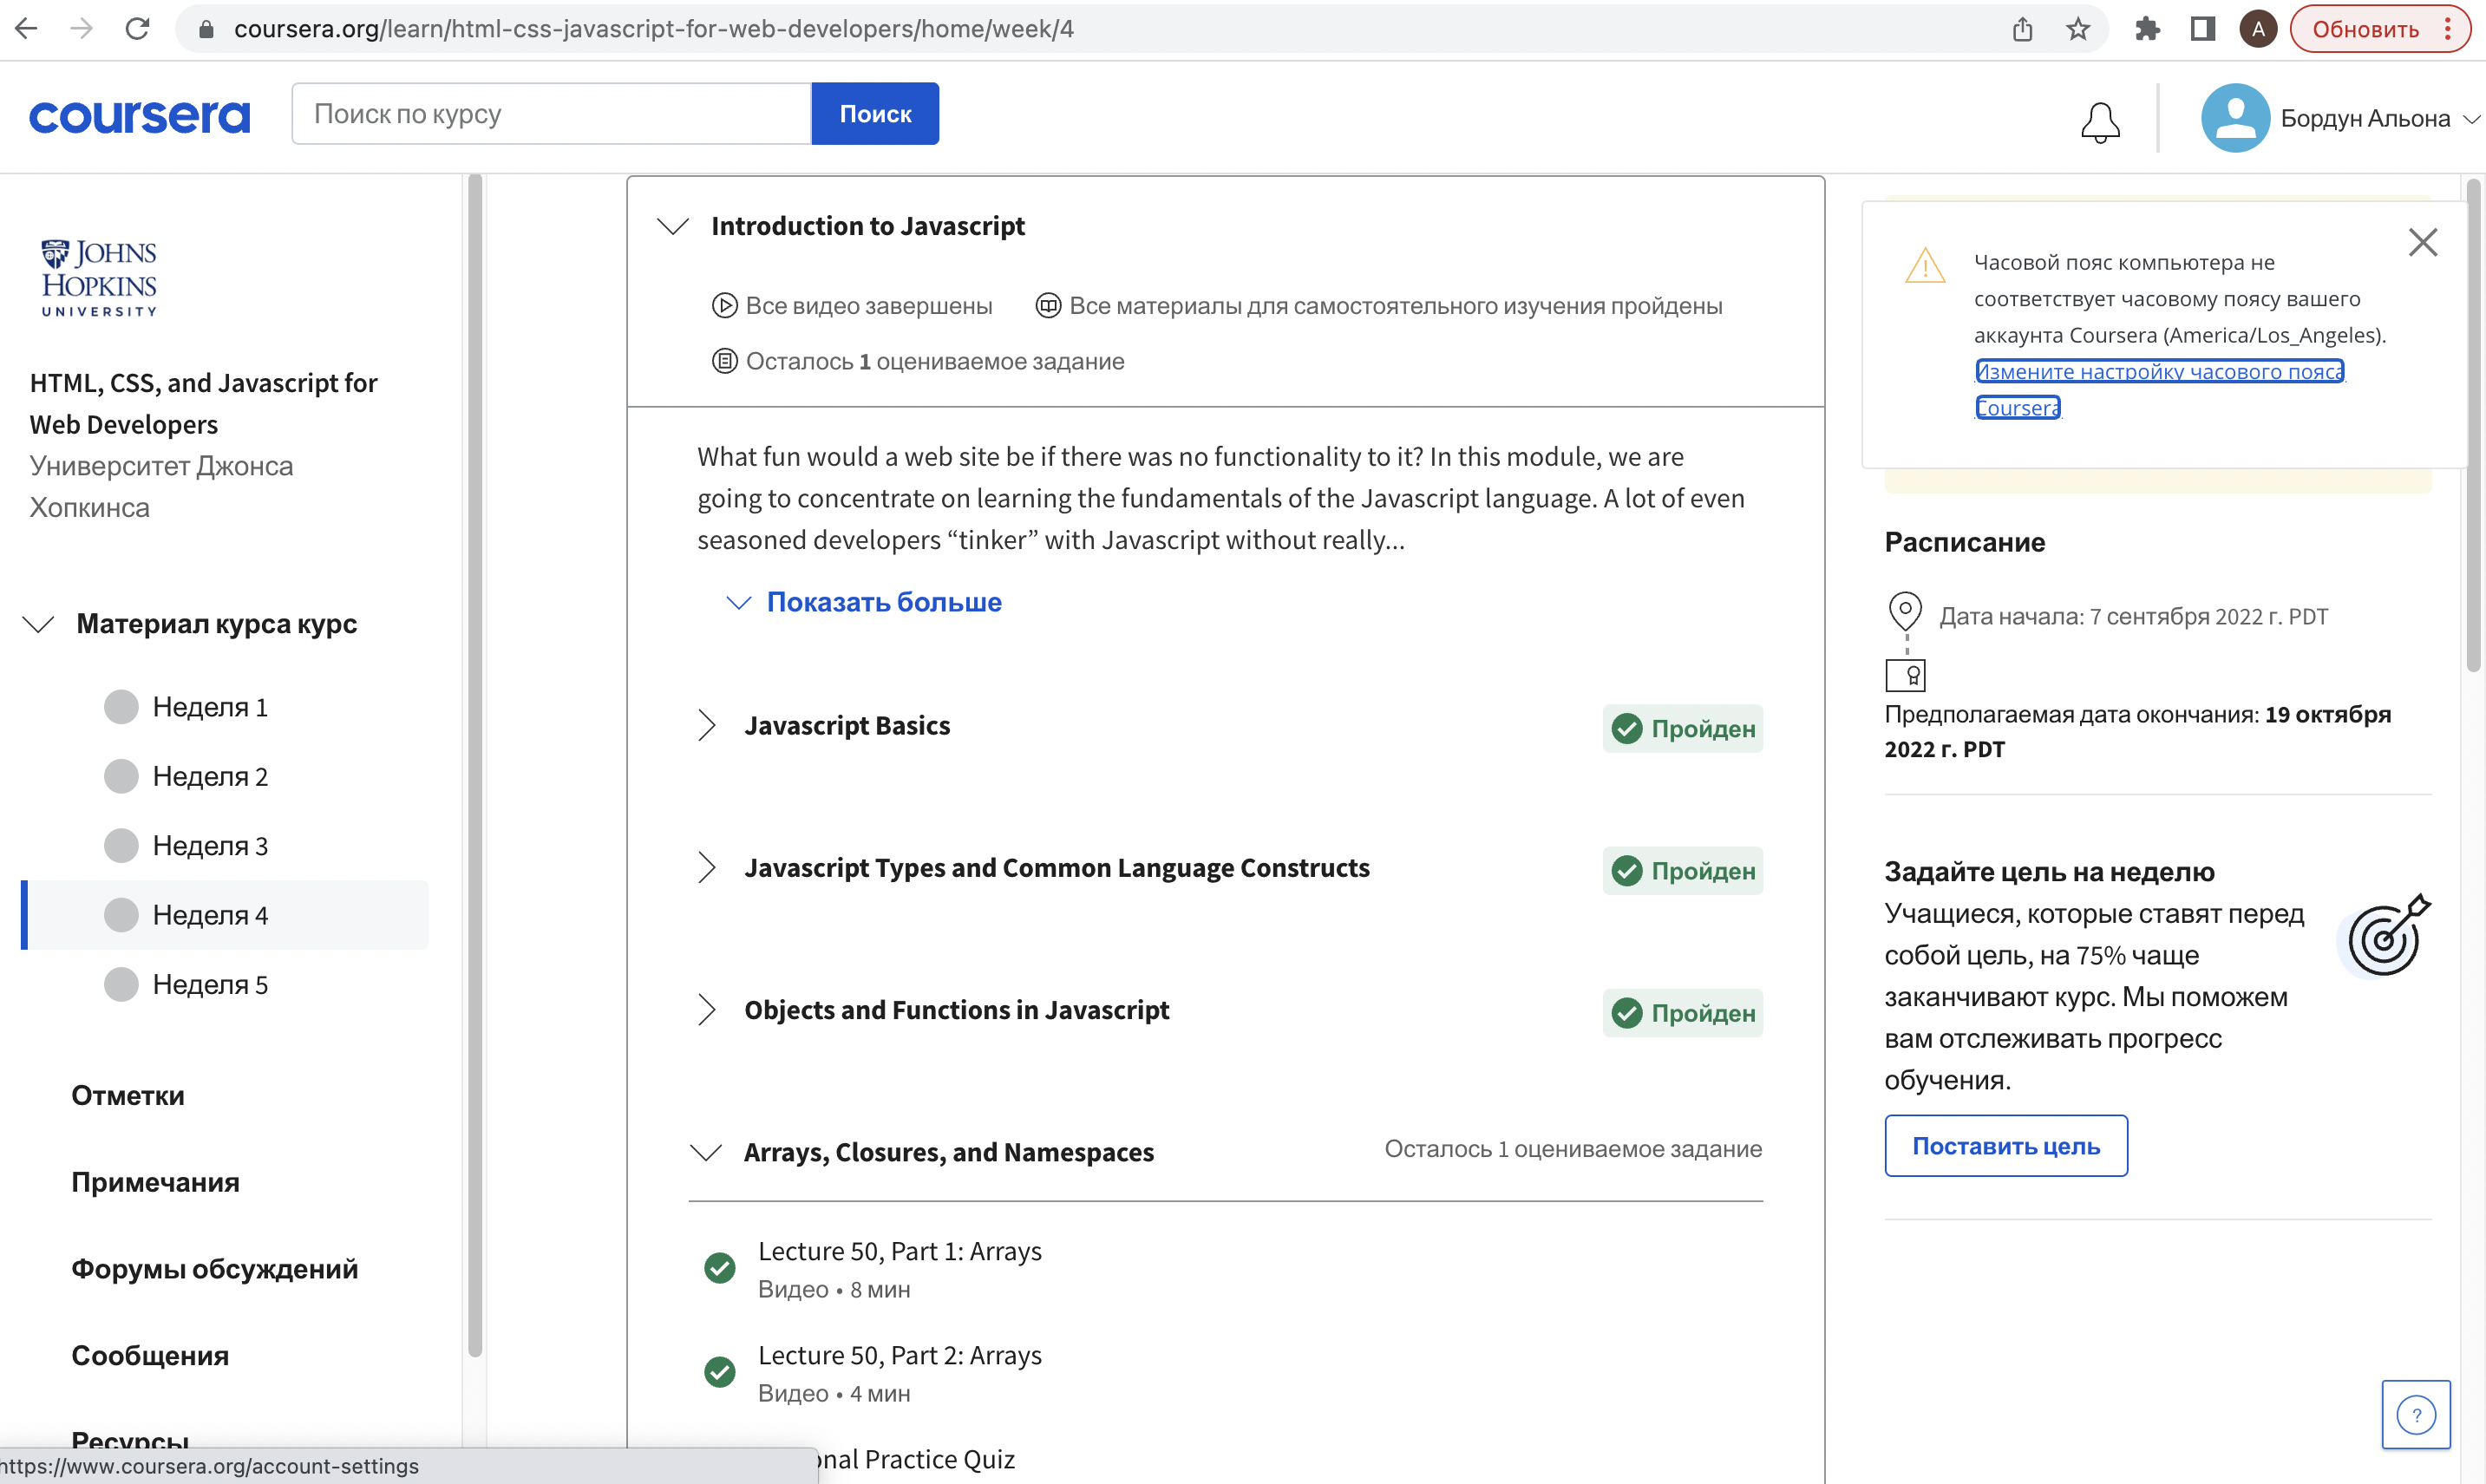 coursera.org/learn/html-css-javascript-for-web-developers/home/week/4
A
Обновить
coursera
Поиск по курсу
Поиск
Бордун Альона
JOHNS
HOPKINS
UNIVERSITY
HTML, CSS, and Javascript for
Web Developers
Университет Джонса
Хопкинса
Материал курса курс
Неделя 1
Неделя 2
Неделя 3
Неделя 4
Неделя 5
Отметки
Примечания
Форумы обсуждений
Сообщения
Ресурсы
https://www.coursera.org/account-settings
Introduction to Javascript
Все видео завершены
Все материалы для самостоятельного изучения пройдены
Осталось 1 оцениваемое задание
What fun would a web site be if there was no functionality to it? In this module, we are
going to concentrate on learning the fundamentals of the Javascript language. A lot of even
seasoned developers “tinker” with Javascript without really...
Показать больше
Javascript Basics
Пройден
Javascript Types and Common Language Constructs
Пройден
Objects and Functions in Javascript
Пройден
Arrays, Closures, and Namespaces
Осталось 1 оцениваемое задание
Lecture 50, Part 1: Arrays
Видео • 8 мин
Lecture 50, Part 2: Arrays
Видео • 4 мин
Practice Quiz
Часовой пояс компьютера не
соответствует часовому поясу вашего
аккаунта Coursera (America/Los_Angeles).
Измените настройку часового пояса
Coursera
Расписание
Дата начала: 7 сентября 2022 г. PDT
Предполагаемая дата окончания: 19 октября
2022 г. PDT
Задайте цель на неделю
Учащиеся, которые ставят перед
собой цель, на 75% чаще
заканчивают курс. Мы поможем
вам отслеживать прогресс
обучения.
Поставить цель
?